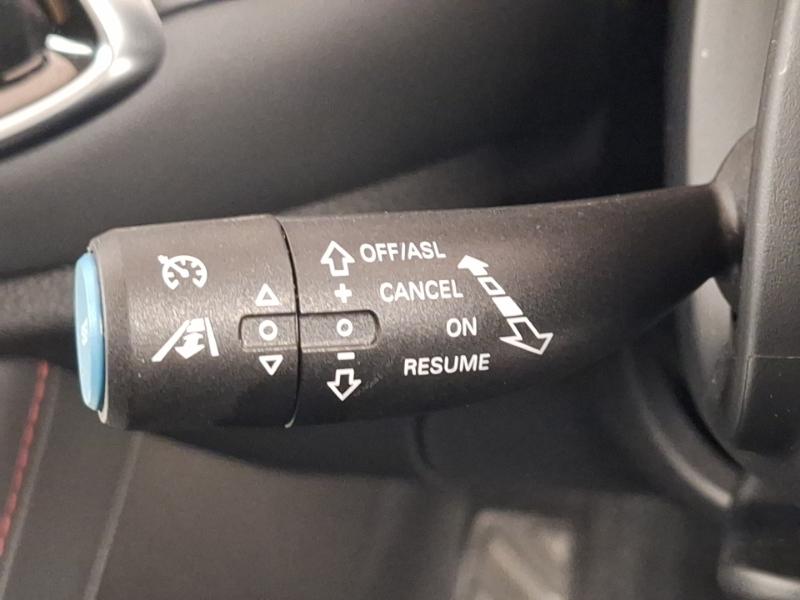 OFF/ASL
+
CANCEL
ON
-
RESUME